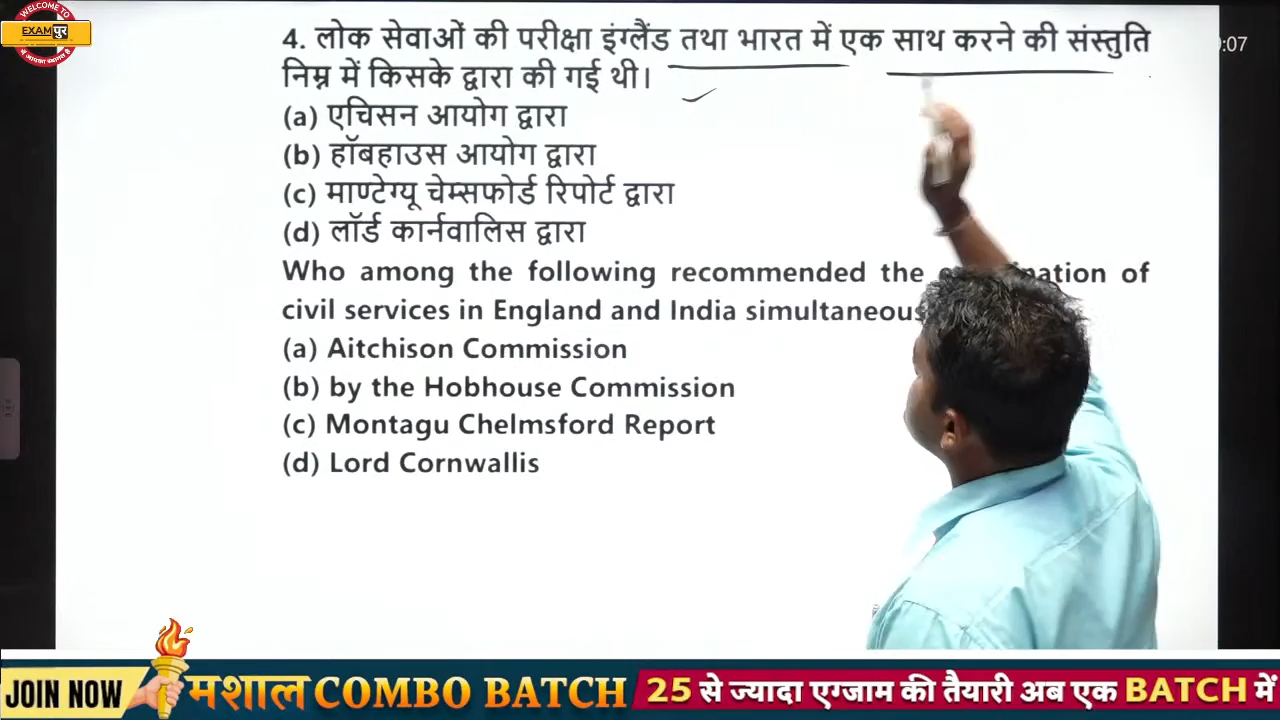 WELCOME TO
EXAMपुर
:07
4. लोक सेवाओं की परीक्षा इंग्लैंड तथा भारत में एक साथ करने की संस्तुति
निम्न में किसके द्वारा की गई थी।
(a) एचिसन आयोग द्वारा
(b) हॉबहाउस आयोग द्वारा
(c) माण्टेग्यू चेम्सफोर्ड रिपोर्ट द्वारा
(d) लॉर्ड कार्नवालिस द्वारा
Who among the following recommended the of
civil services in England and India simultaneous
(a) Aitchison Commission
(b) by the Hobhouse Commission
(c) Montagu Chelmsford Report
(d) Lord Cornwallis
JOIN NOW मशाल COMBO BATCH 25 से ज्यादा एग्जाम की तैयारी अब एक BATCH में